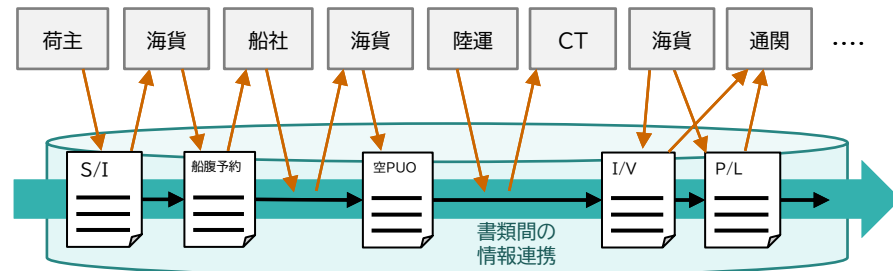 荷主
海貨
船社
海貨
陸運
CT
海貨
通関
....
S/I
船腹予約
空PUO
I/V
P/L
書類間の
情報連携